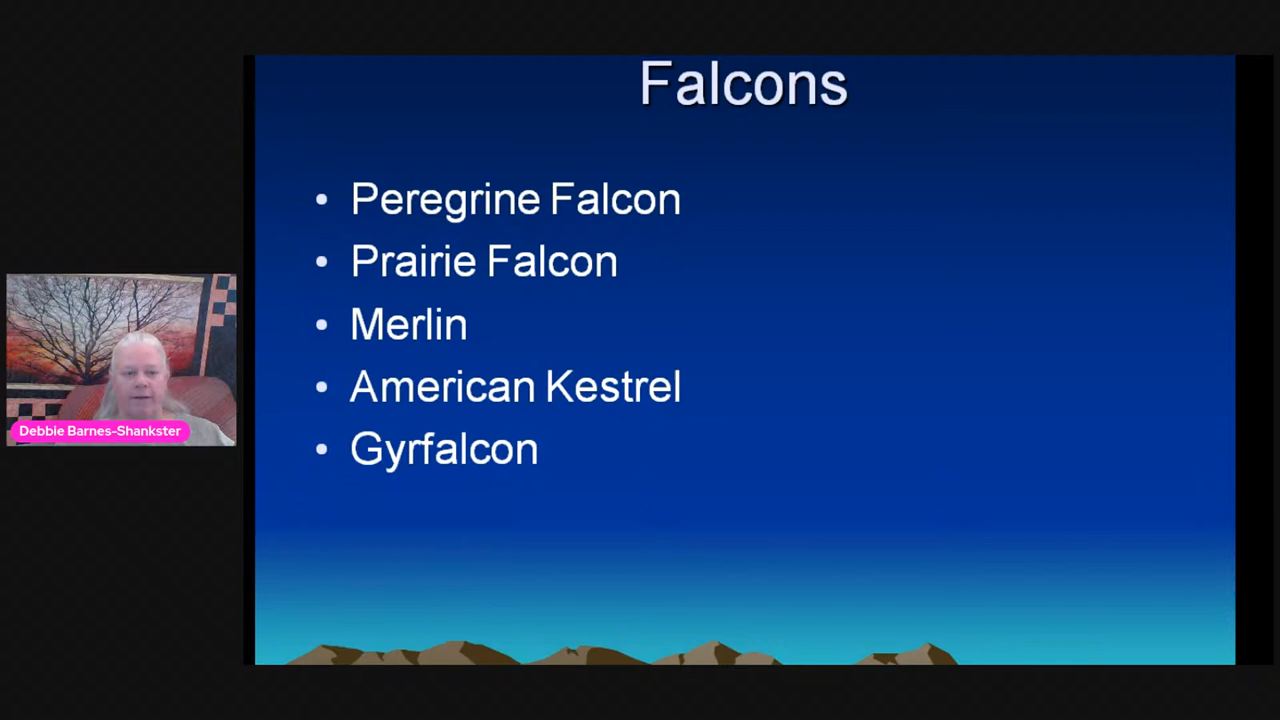 Falcons
• Peregrine Falcon
• Prairie Falcon
• Merlin
• American Kestrel
• Gyrfalcon
Debbie Barnes-Shankster